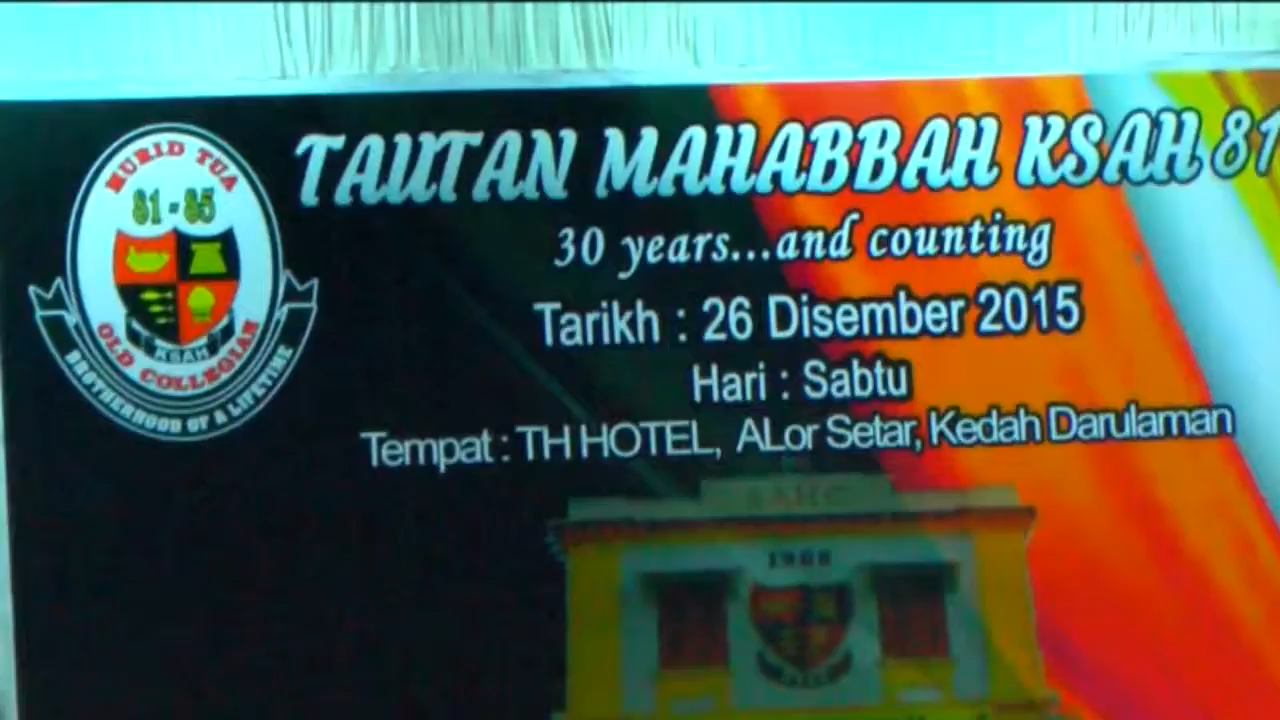 MURID TUA
81-85
KSAH
OLD COLLEGIAN
BROTHERHOOD OF A LIFETIME
TAUTAN MAHABBAH KSAH 81
30 years...and counting
Tarikh : 26 Disember 2015
Hari : Sabtu
Tempat : TH HOTEL, ALor Setar, Kedah Darulaman
SAHC